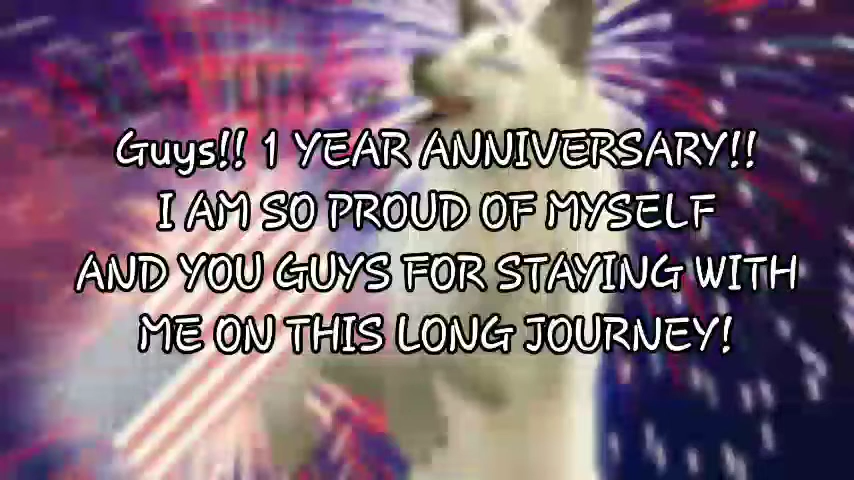 Guys!! 1 YEAR ANNIVERSARY!!
I AM SO PROUD OF MYSELF
AND YOU GUYS FOR STAYING WITH
ME ON THIS LONG JOURNEY!